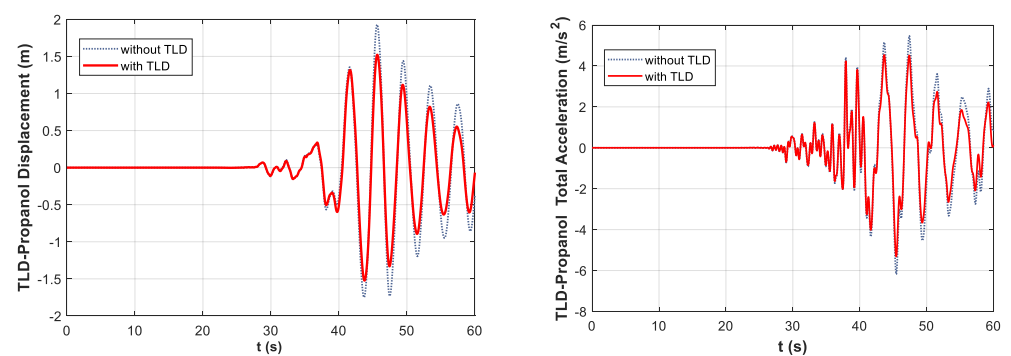 TLD-Propanol Displacement (m)
2
1.5
1
0.5
0
-0.5
-1
-1.5
-2
without TLD
with TLD
0 10 20 30 40 50 60
t (s)
TLD-Propanol Total Acceleration (m/s²)
6
4
2
0
-2
-4
-6
-8
without TLD
with TLD
0 10 20 30 40 50 60
t (s)